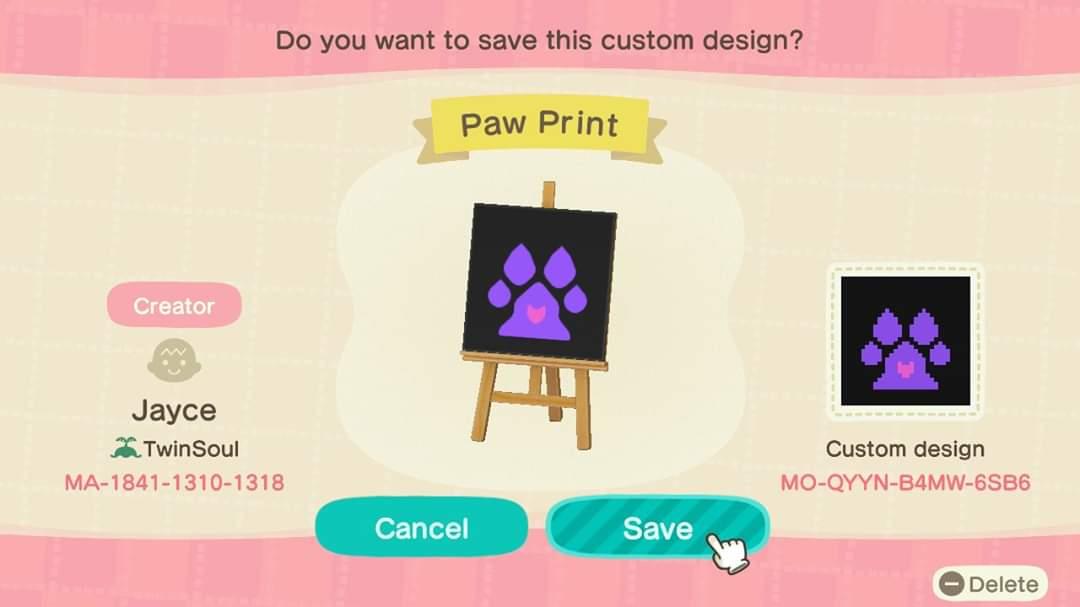 Do you want to save this custom design?
Paw Print
Creator
Jayce
TwinSoul
MA-1841-1310-1318
Custom design
MO-QYYN-B4MW-6SB6
Cancel
Save
Delete